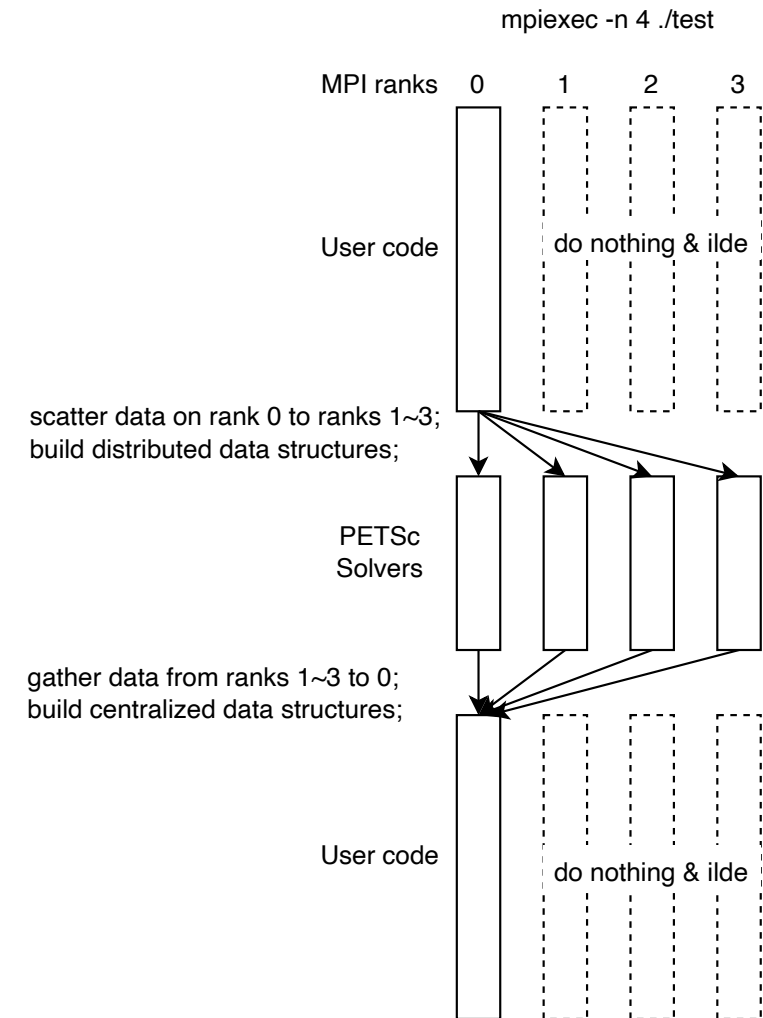 mpiexec -n 4 ./test
MPI ranks 0 1 2 3
User code
do nothing & ilde
scatter data on rank 0 to ranks 1~3;
build distributed data structures;
PETSc
Solvers
gather data from ranks 1~3 to 0;
build centralized data structures;
User code
do nothing & ilde